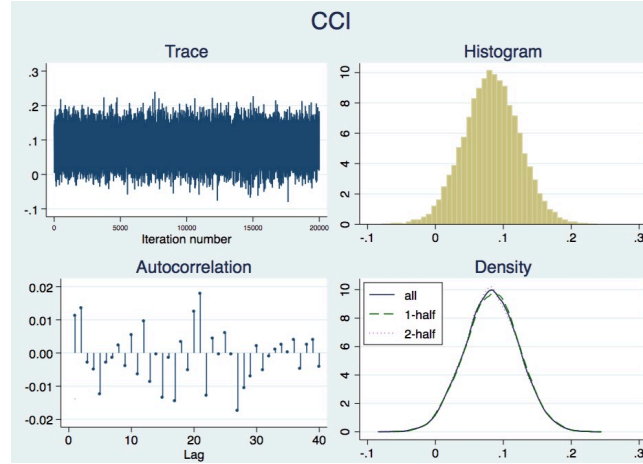 CCI
Trace
.3
.2
.1
0
-.1
0 5000 10000 15000 20000
Iteration number
Histogram
10
8
6
4
2
0
-.1 0 .1 .2 .3
Autocorrelation
0.02
0.01
0.00
-0.01
-0.02
0 10 20 30 40
Lag
Density
all
1-half
2-half
10
8
6
4
2
0
-.1 0 .1 .2 .3